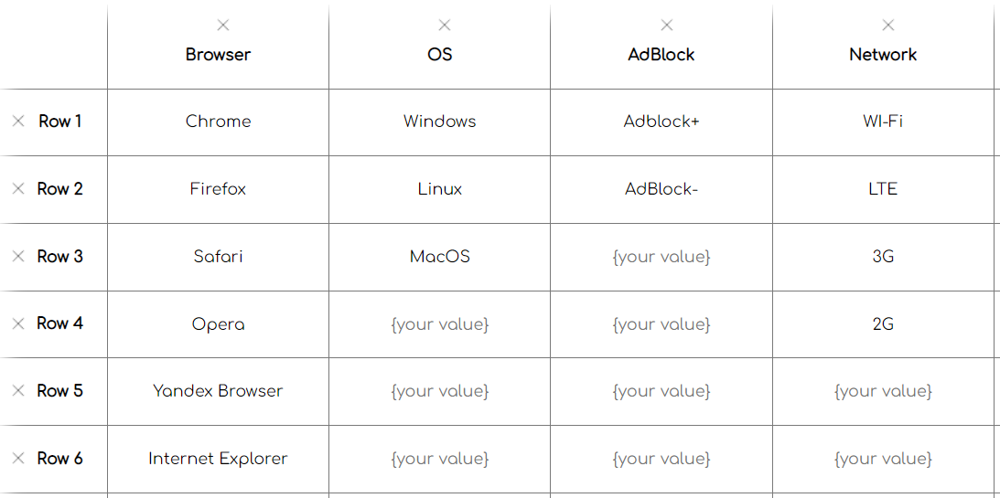 Browser OS AdBlock Network
Row 1 Chrome Windows Adblock+ WI-Fi
Row 2 Firefox Linux AdBlock- LTE
Row 3 Safari MacOS {your value} 3G
Row 4 Opera {your value} {your value} 2G
Row 5 Yandex Browser {your value} {your value} {your value}
Row 6 Internet Explorer {your value} {your value} {your value}